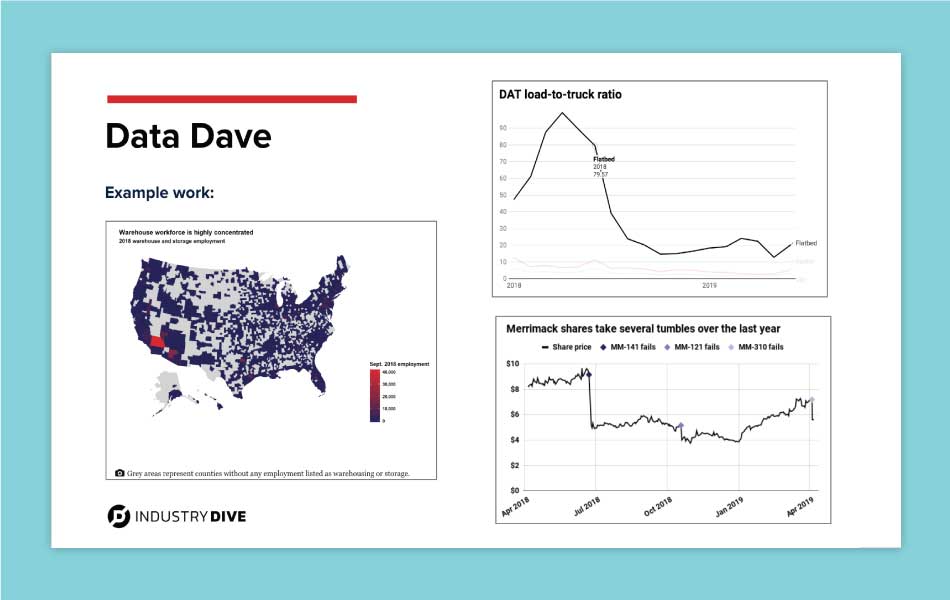 Data Dave
Example work:
Warehouse workforce is highly concentrated
2018 warehouse and storage employment
Sept. 2018 employment
40,000
30,000
20,000
10,000
0
Grey areas represent counties without any employment listed as warehousing or storage.
INDUSTRY DIVE
DAT load-to-truck ratio
90
80
70
60
50
40
30
20
10
0
Flatbed
2018
79.57
Flatbed
2018
2019
Merrimack shares take several tumbles over the last year
Share price MM-141 fails MM-121 fails MM-310 fails
$10
$8
$6
$4
$2
$0
Apr 2018 Jul 2018 Oct 2018 Jan 2019 Apr 2019